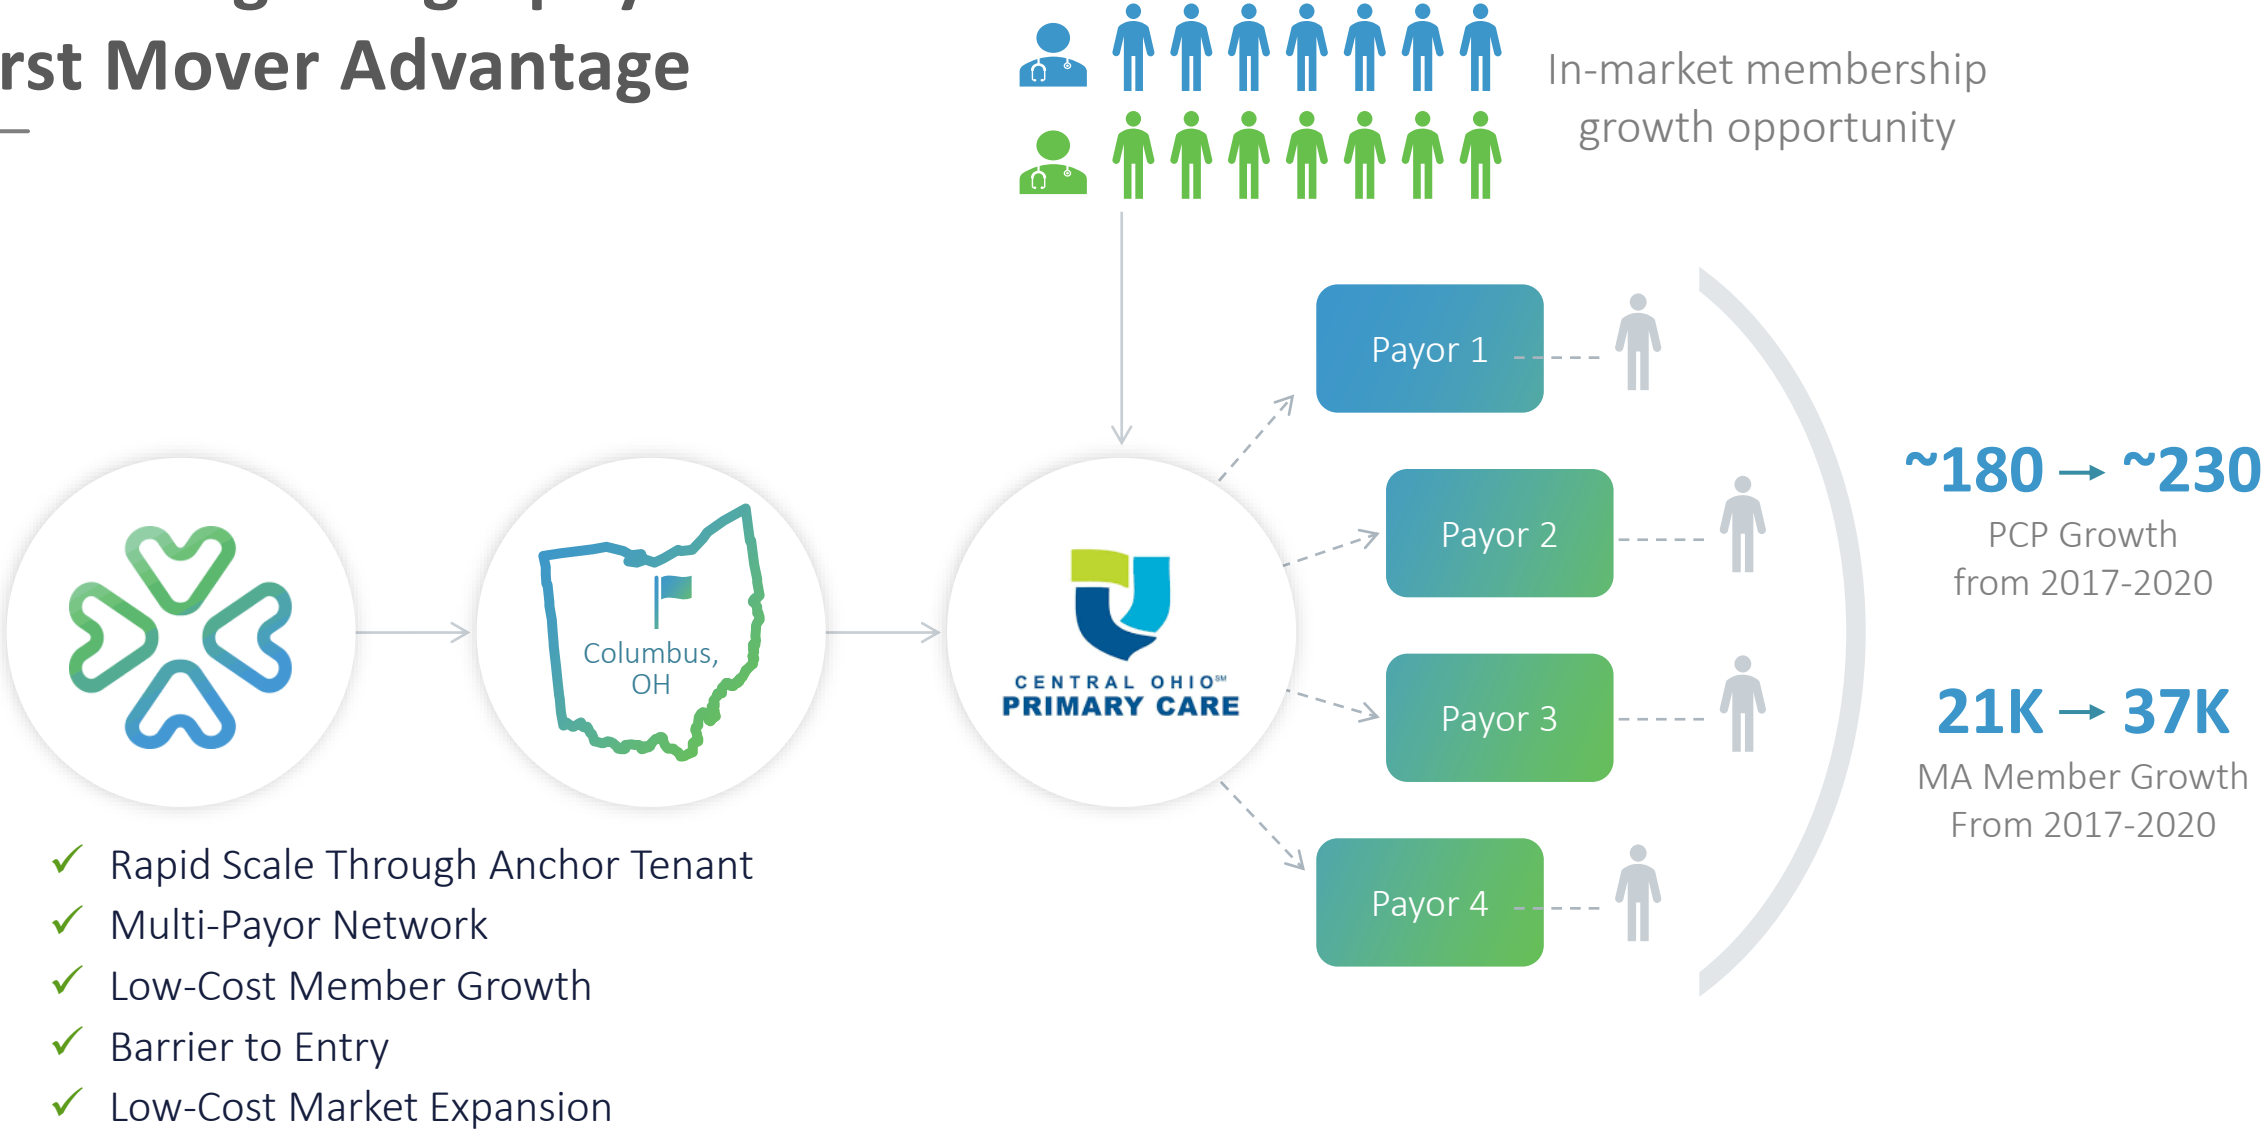 rst Mover Advantage
In-market membership
growth opportunity
Payor 1
Payor 2
Payor 3
Payor 4
Columbus,
OH
CENTRAL OHIO℠
PRIMARY CARE
~180 → ~230
PCP Growth
from 2017-2020
21K → 37K
MA Member Growth
From 2017-2020
✓ Rapid Scale Through Anchor Tenant
✓ Multi-Payor Network
✓ Low-Cost Member Growth
✓ Barrier to Entry
✓ Low-Cost Market Expansion